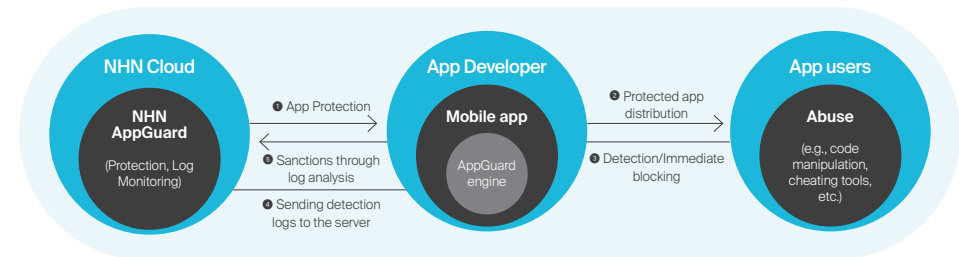 NHN Cloud
NHN
AppGuard
(Protection, Log
Monitoring)
❶ App Protection
❺ Sanctions through
log analysis
❹ Sending detection
logs to the server
App Developer
Mobile app
AppGuard
engine
❷ Protected app
distribution
❸ Detection/Immediate
blocking
App users
Abuse
(e.g., code
manipulation,
cheating tools,
etc.)